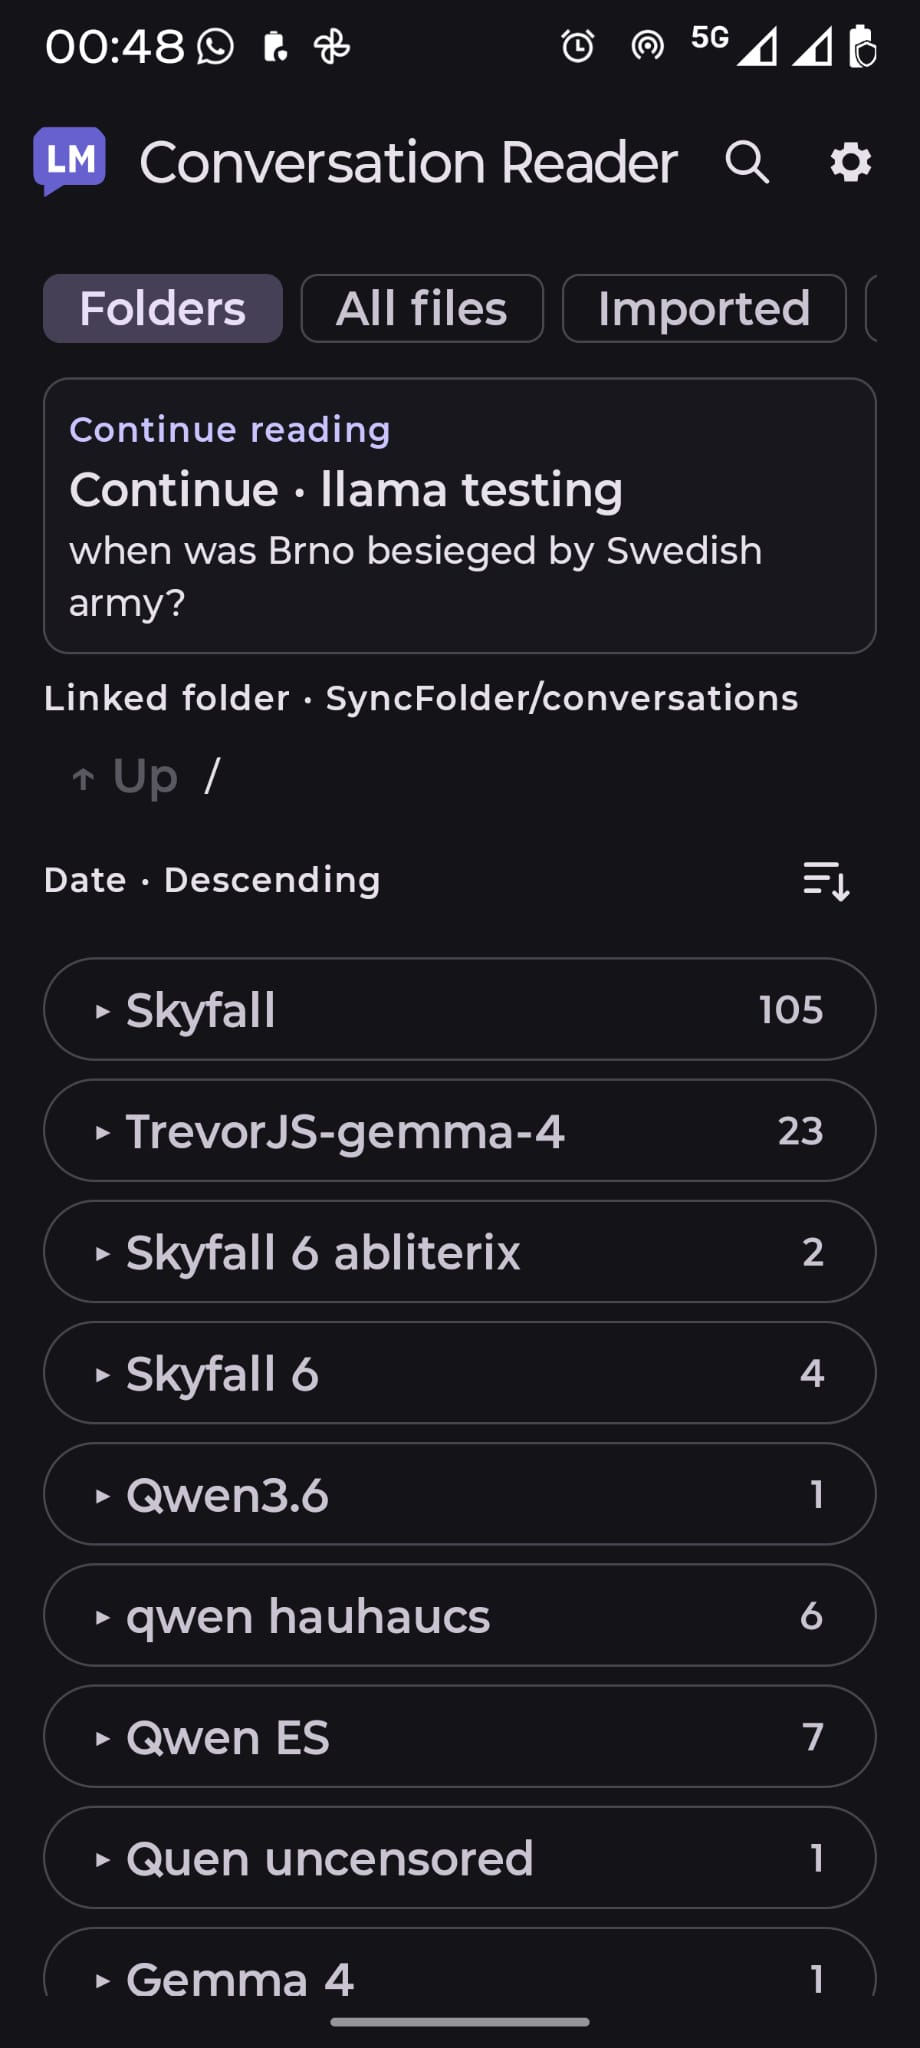 00:48
5G
LM
Conversation Reader
Folders
All files
Imported
Continue reading
Continue · llama testing
when was Brno besieged by Swedish
army?
Linked folder · SyncFolder/conversations
↑ Up /
Date · Descending
▸ Skyfall 105
▸ TrevorJS-gemma-4 23
▸ Skyfall 6 abliterix 2
▸ Skyfall 6 4
▸ Qwen3.6 1
▸ qwen hauhaucs 6
▸ Qwen ES 7
▸ Quen uncensored 1
▸ Gemma 4 1